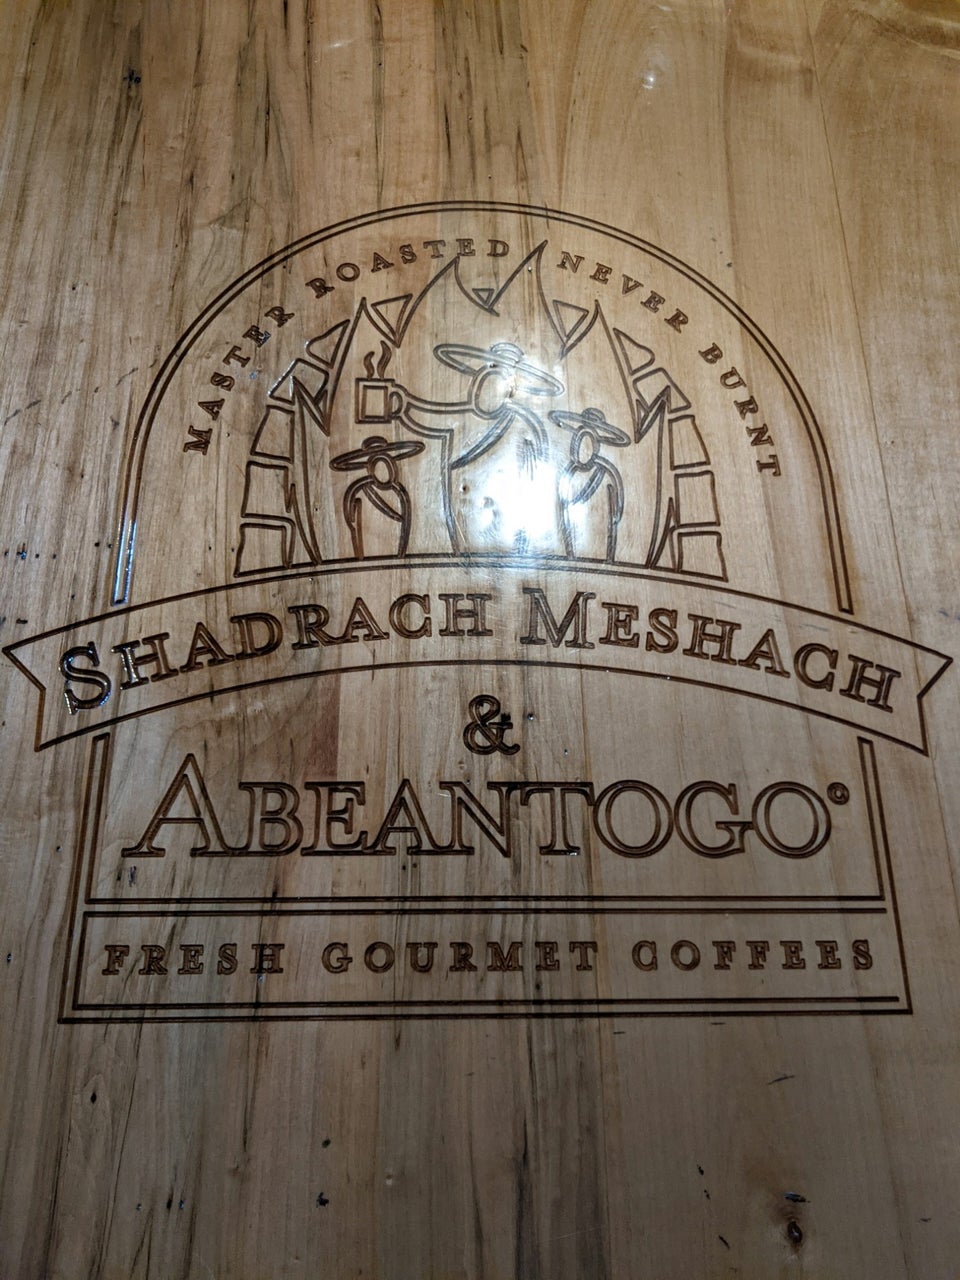 MASTER ROASTED NEVER BURNT
SHADRACH MESHACH
&
ABEANTOGO©
FRESH GOURMET COFFEES